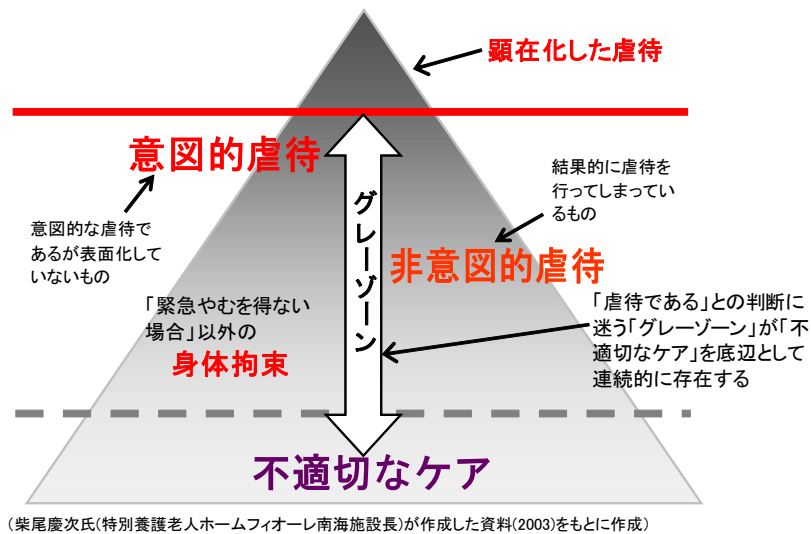 顕在化した虐待
意図的虐待
結果的に虐待を
行ってしまってい
るもの
意図的な虐待で
あるが表面化して
いないもの
グレーゾーン
非意図的虐待
「緊急やむを得ない
場合」以外の
身体拘束
「虐待である」との判断に
迷う「グレーゾーン」が「不
適切なケア」を底辺として
連続的に存在する
不適切なケア
(柴尾慶次氏(特別養護老人ホームフィオーレ南海施設長)が作成した資料(2003)をもとに作成)